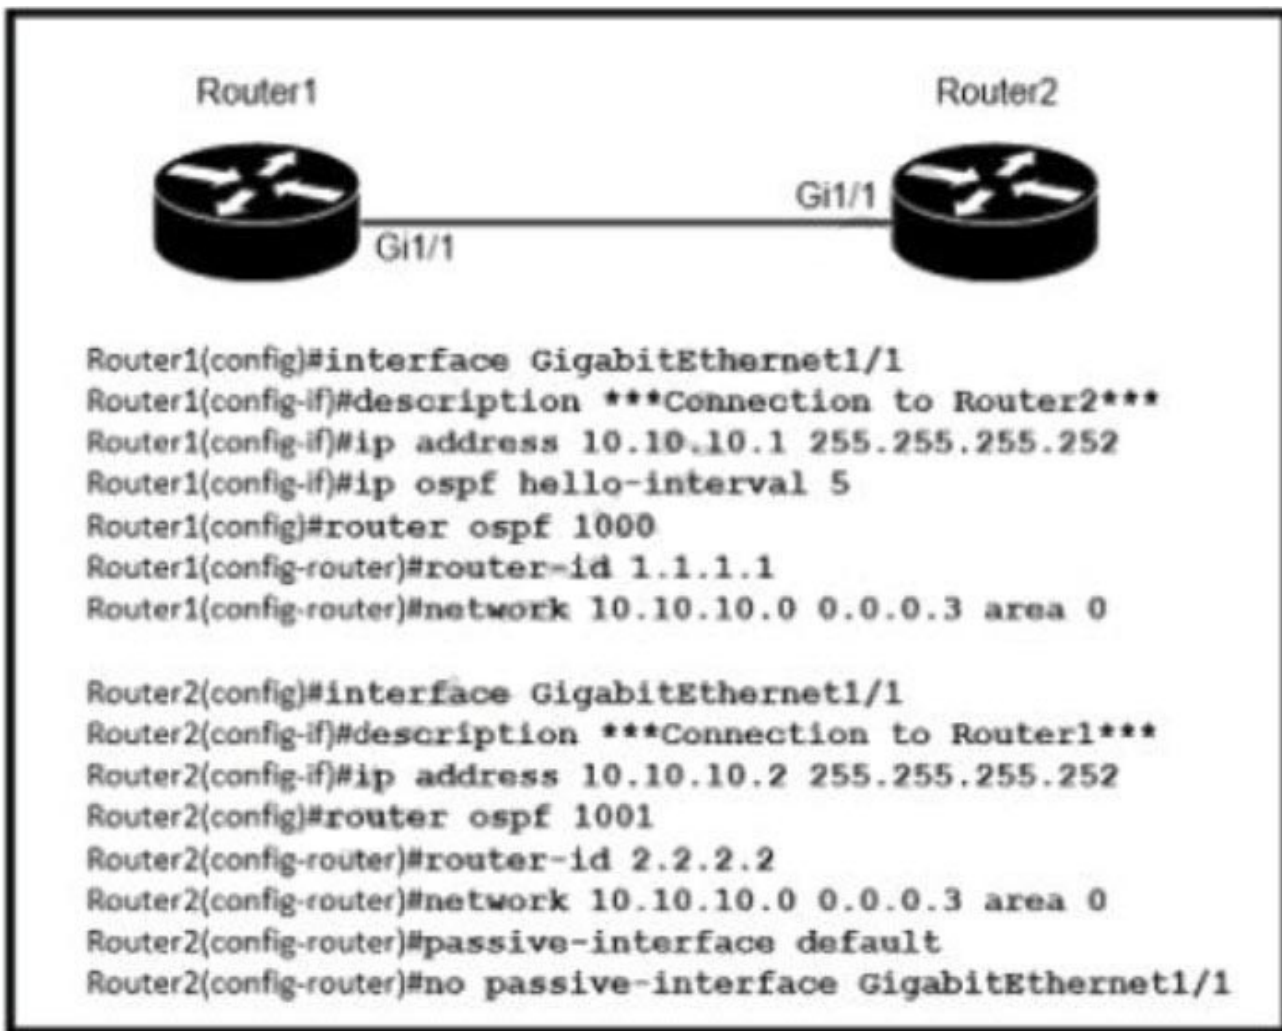 Router1
Router2
Gi1/1
Gi1/1
Router1(config)#interface GigabitEthernet1/1
Router1(config-if)#description ***Connection to Router2***
Router1(config-if)#ip address 10.10.10.1 255.255.255.252
Router1(config-if)#ip ospf hello-interval 5
Router1(config)#router ospf 1000
Router1(config-router)#router-id 1.1.1.1
Router1(config-router)#network 10.10.10.0 0.0.0.3 area 0
Router2(config)#interface GigabitEthernet1/1
Router2(config-if)#description ***Connection to Router1***
Router2(config-if)#ip address 10.10.10.2 255.255.255.252
Router2(config)#router ospf 1001
Router2(config-router)#router-id 2.2.2.2
Router2(config-router)#network 10.10.10.0 0.0.0.3 area 0
Router2(config-router)#passive-interface default
Router2(config-router)#no passive-interface GigabitEthernet1/1